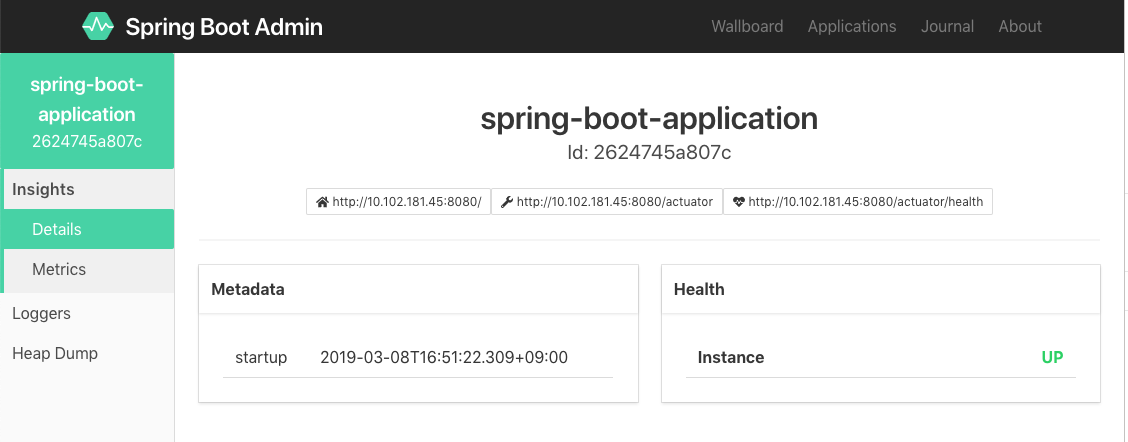 Spring Boot Admin
Wallboard
Applications
Journal
About
spring-boot-
application
2624745a807c
Insights
Details
Metrics
Loggers
Heap Dump
spring-boot-application
Id: 2624745a807c
http://10.102.181.45:8080/
http://10.102.181.45:8080/actuator
http://10.102.181.45:8080/actuator/health
Metadata
startup 2019-03-08T16:51:22.309+09:00
Health
Instance UP